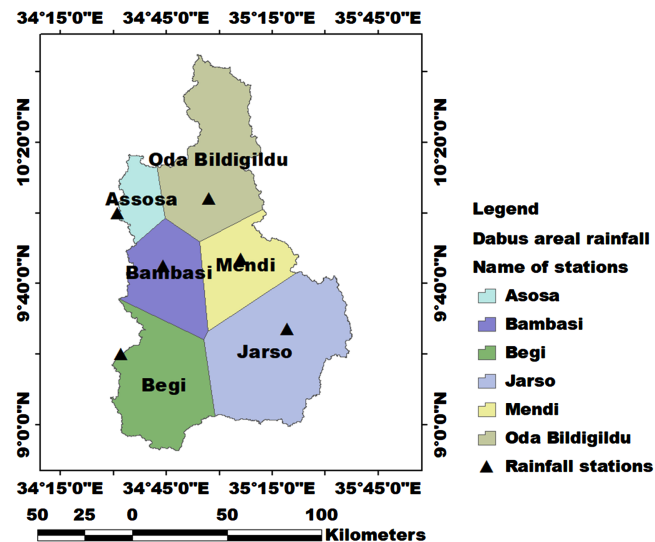 34°15'0"E 34°45'0"E 35°15'0"E 35°45'0"E
10°20'0"N
10°20'0"N
9°40'0"N
9°40'0"N
9°0'0"N
9°0'0"N
Oda Bildigildu
Assosa
Bambasi
Mendi
Jarso
Begi
Legend
Dabus areal rainfall
Name of stations
Asosa
Bambasi
Begi
Jarso
Mendi
Oda Bildigildu
Rainfall stations
34°15'0"E 34°45'0"E 35°15'0"E 35°45'0"E
50 25 0 50 100
Kilometers